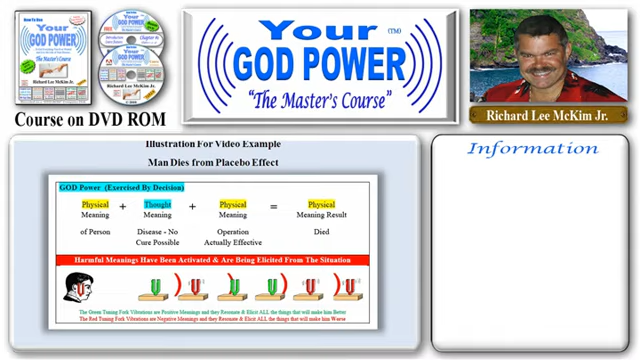 How To Use
Your
GOD POWER
The Master's Course
Richard Lee McKim Jr.
Course on DVD ROM
Your (TM)
GOD POWER
"The Master's Course"
Richard Lee McKim Jr.
Illustration For Video Example
Man Dies from Placebo Effect
GOD Power (Exercised By Decision)
Physical + Thought + Physical = Physical
Meaning Meaning Meaning Meaning Result
of Person Disease - No Operation Died
Cure Possible Actually Effective
Harmful Meanings Have Been Activated & Are Being Elicited From The Situation
The Green Tuning Fork Vibrations are Positive Meanings and they Resonate & Elicit ALL the things that will make him Better
The Red Tuning Fork Vibrations are Negative Meanings and they Resonate & Elicit ALL the things that will make him Worse
Information